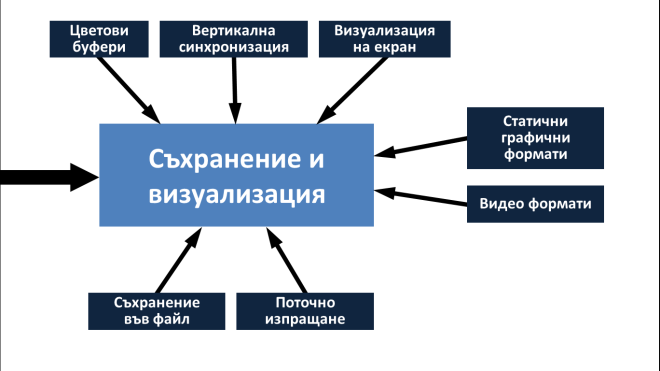 Цветови
буфери
Вертикална
синхронизация
Визуализация
на екран
Статични
графични
формати
Съхранение и
визуализация
Видео формати
Съхранение
във файл
Поточно
изпращане